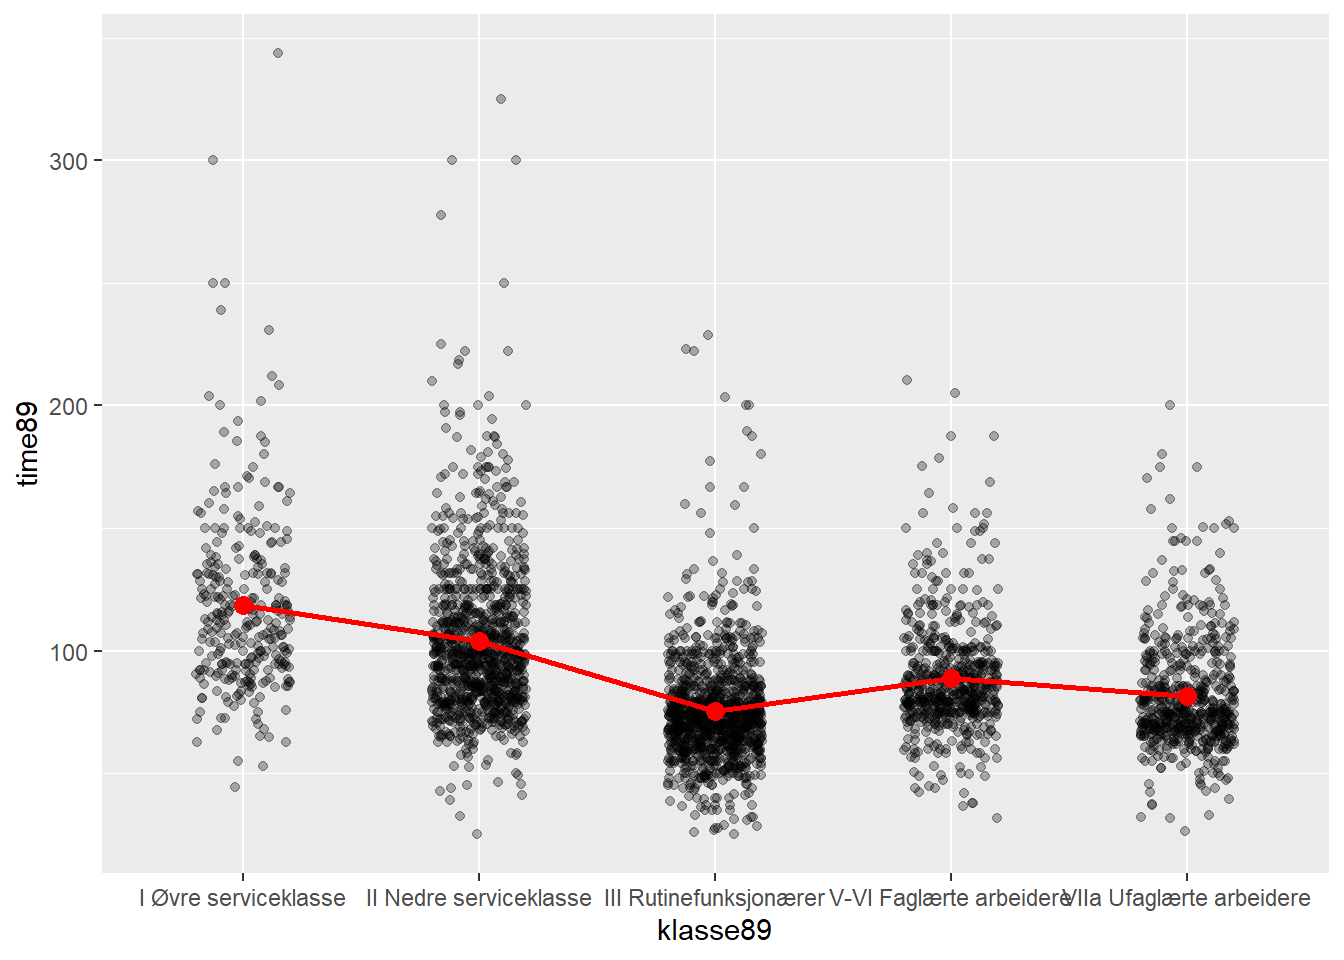 300
200
100
time89
I Øvre serviceklasse II Nedre serviceklasse III Rutinefunksjonærer V-VI Faglærte arbeidere VIIa Ufaglærte arbeidere
klasse89